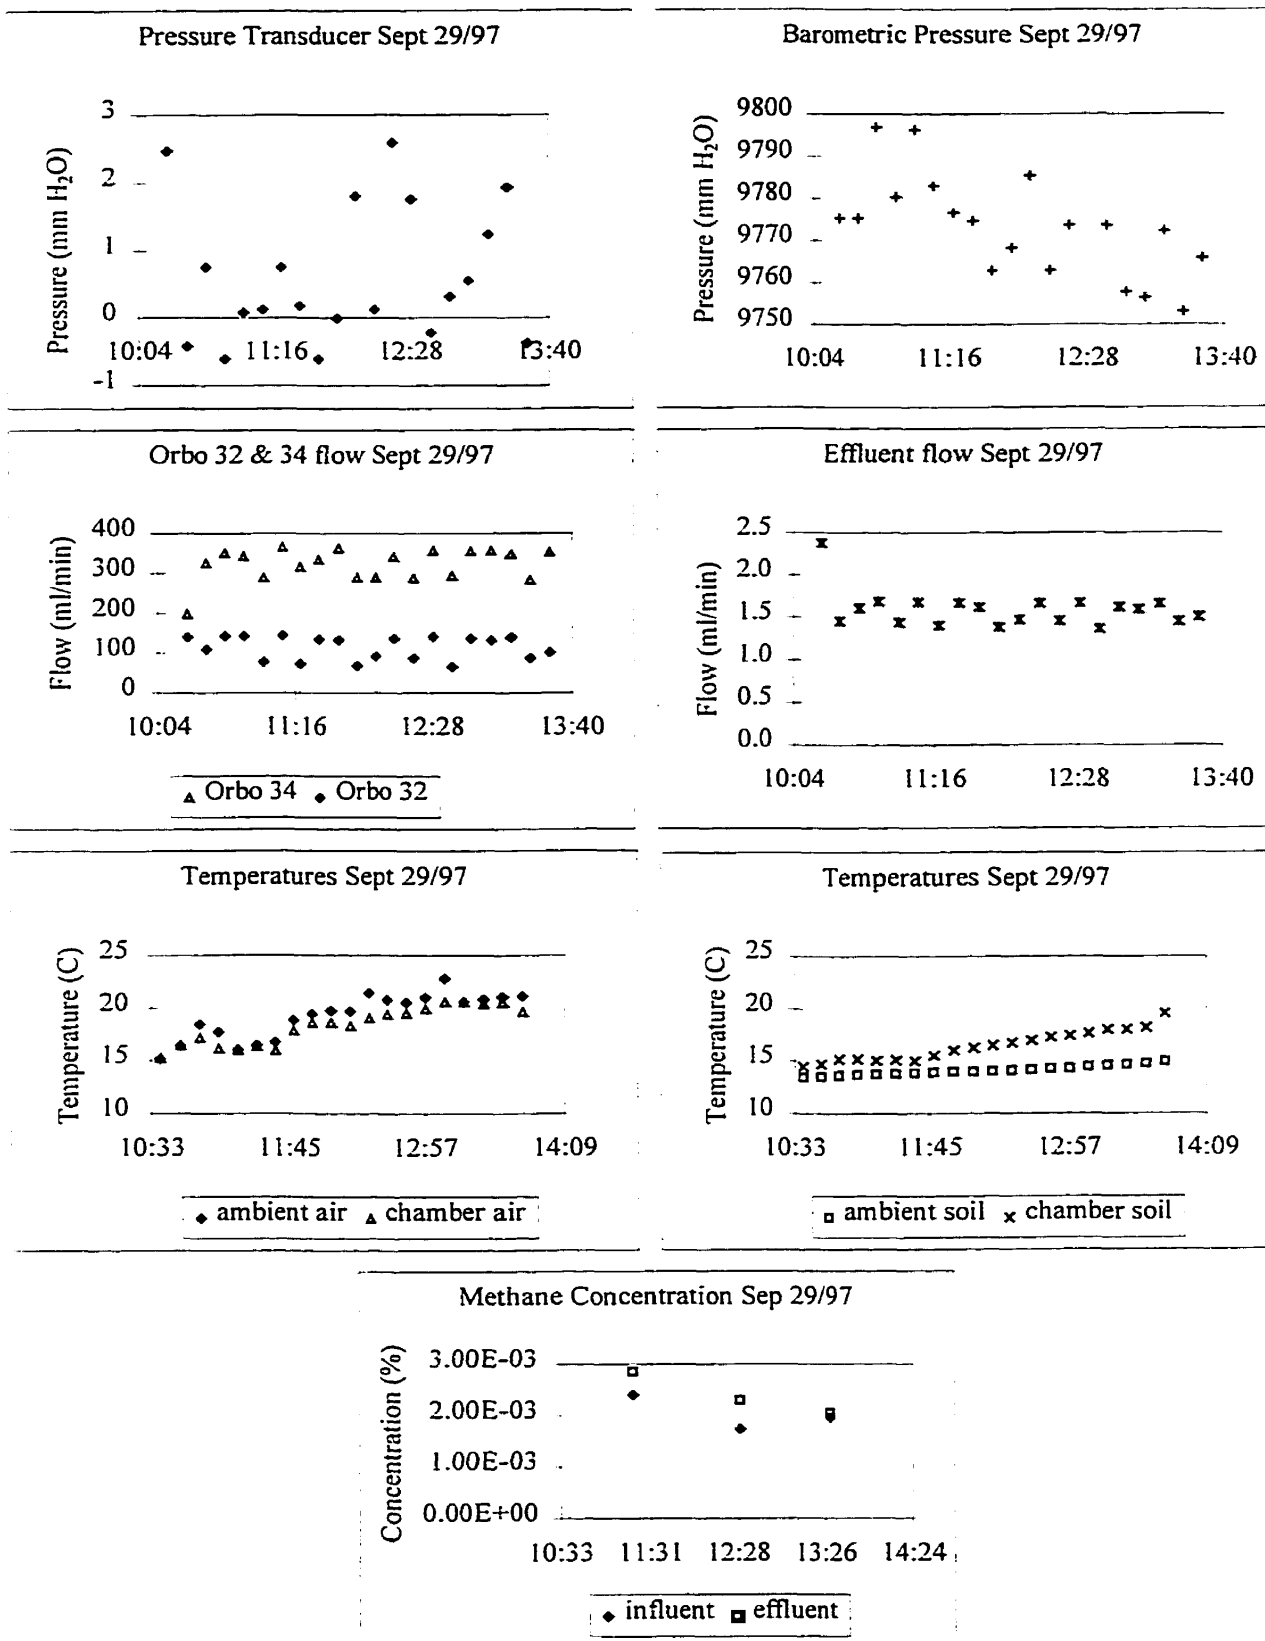 Pressure Transducer Sept 29/97
Pressure (mm H₂O)
3
2
1
0
-1
10:04 11:16 12:28 13:40
Barometric Pressure Sept 29/97
Pressure (mm H₂O)
9800
9790
9780
9770
9760
9750
10:04 11:16 12:28 13:40
Orbo 32 & 34 flow Sept 29/97
Flow (ml/min)
400
300
200
100
0
10:04 11:16 12:28 13:40
Orbo 34 Orbo 32
Effluent flow Sept 29/97
Flow (ml/min)
2.5
2.0
1.5
1.0
0.5
0.0
10:04 11:16 12:28 13:40
Temperatures Sept 29/97
Temperature (C)
25
20
15
10
10:33 11:45 12:57 14:09
ambient air chamber air
Temperatures Sept 29/97
Temperature (C)
25
20
15
10
10:33 11:45 12:57 14:09
ambient soil chamber soil
Methane Concentration Sep 29/97
Concentration (%)
3.00E-03
2.00E-03
1.00E-03
0.00E+00
10:33 11:31 12:28 13:26 14:24
influent effluent